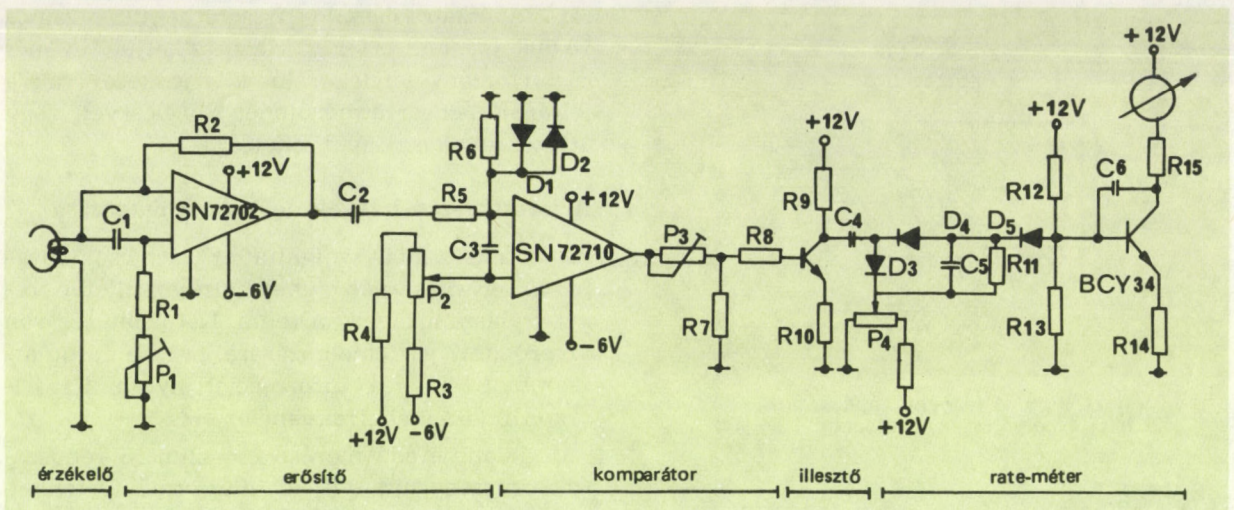 +12V
R2
+12V
C1
SN72702
-6V
R1
P1
C2
R5
R6
D1
D2
+12V
C3
SN 72710
-6V
P2
R4
R3
+12V
-6V
P3
R8
R7
+12V
R9
C4
R10
D3
D4
D5
C5
R11
P4
+12V
+12V
R12
R13
C6
R15
BCY34
R14
érzékelő
erősítő
komparátor
illesztő
rate-méter